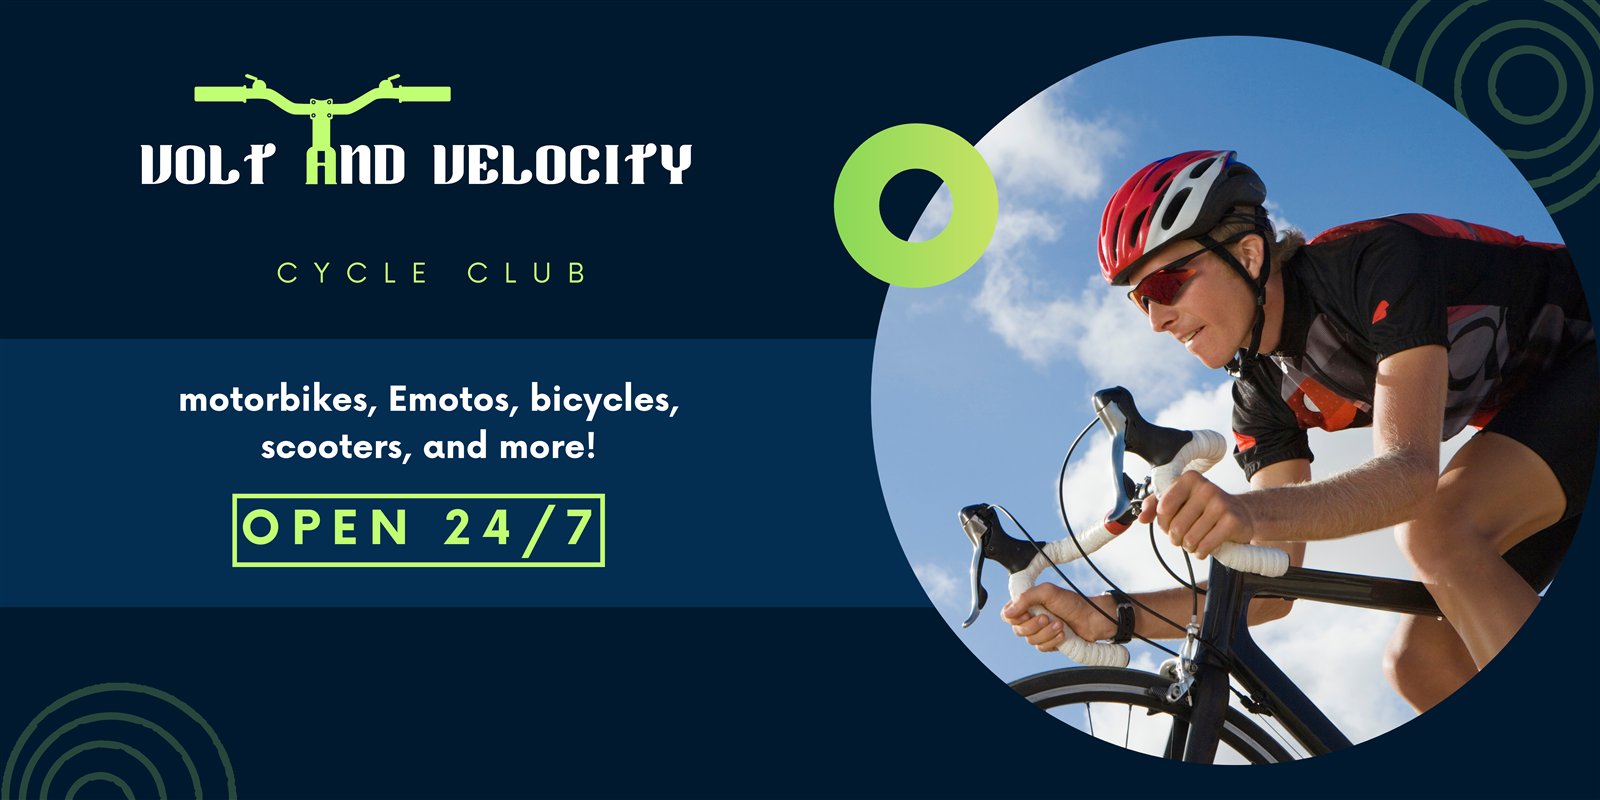 VOLT AND VELOCITY
CYCLE CLUB
motorbikes, Emotos, bicycles,
scooters, and more!
OPEN 24/7